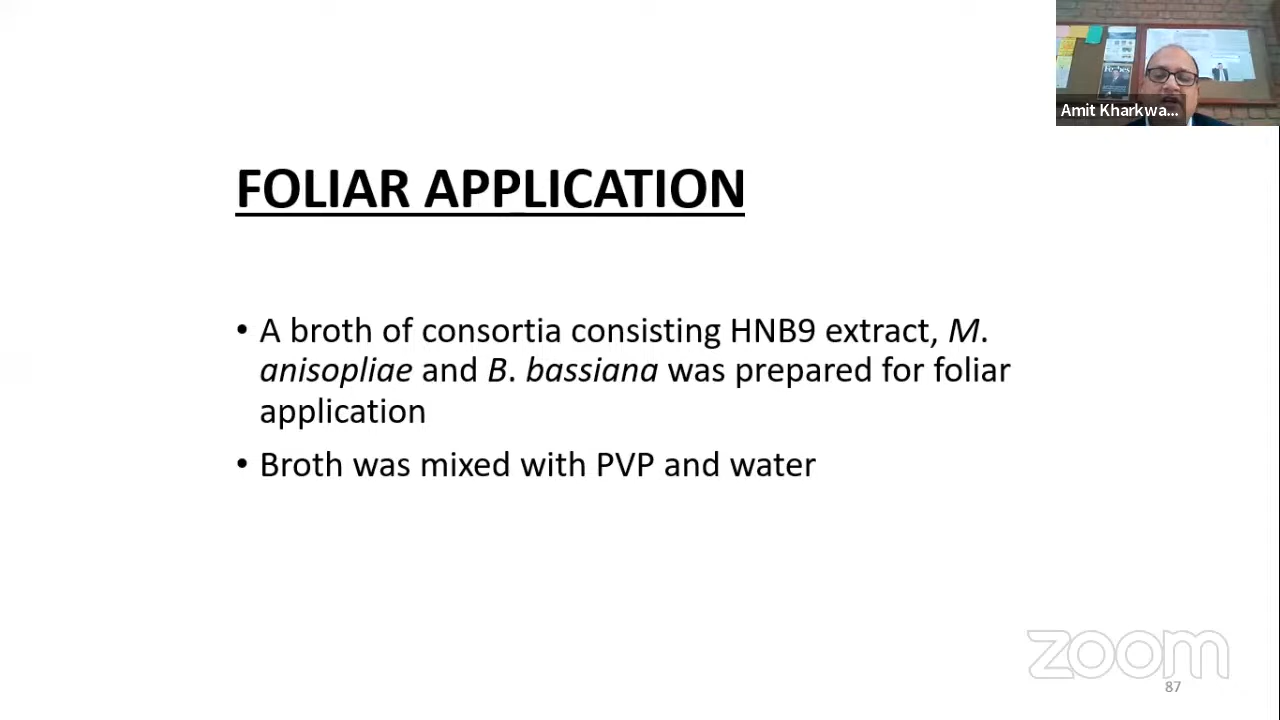 Forbes
Amit Kharkwa...
FOLIAR APPLICATION
• A broth of consortia consisting HNB9 extract, M.
anisopliae and B. bassiana was prepared for foliar
application
• Broth was mixed with PVP and water
zoom
87